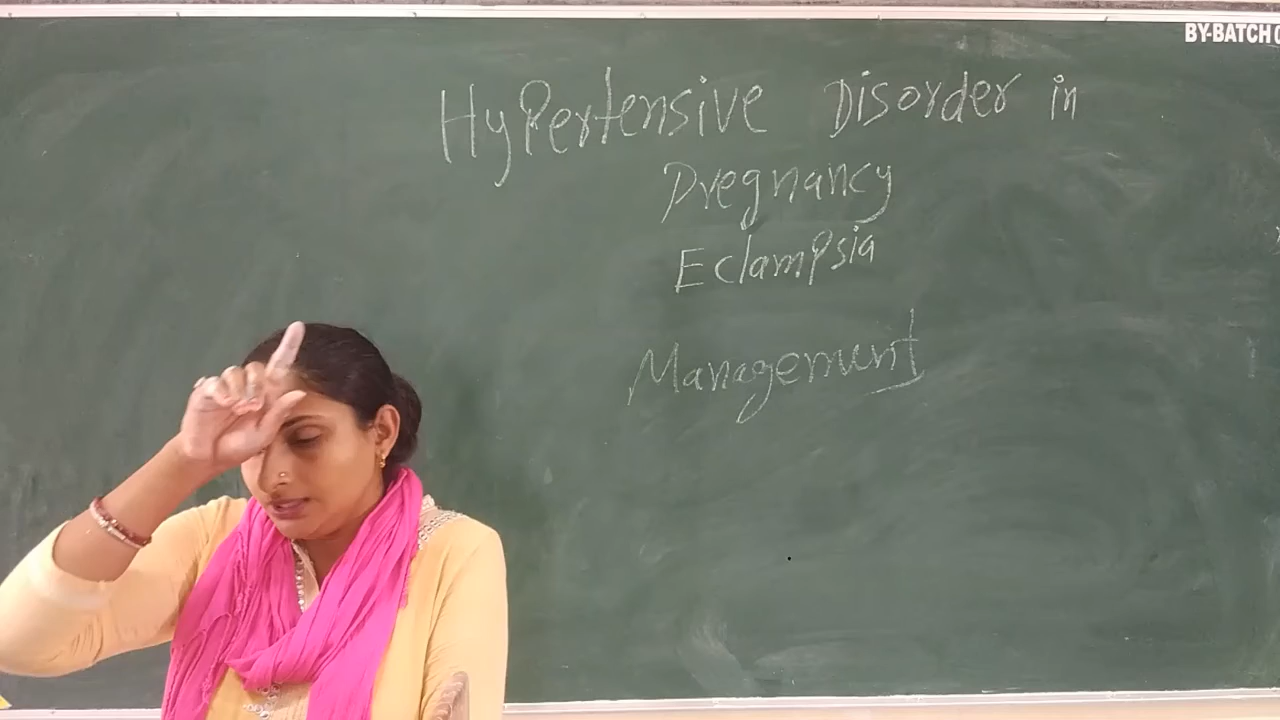 BY-BATCH
HyPertensive Disorder in
Pregnancy
EclamPsia
Management